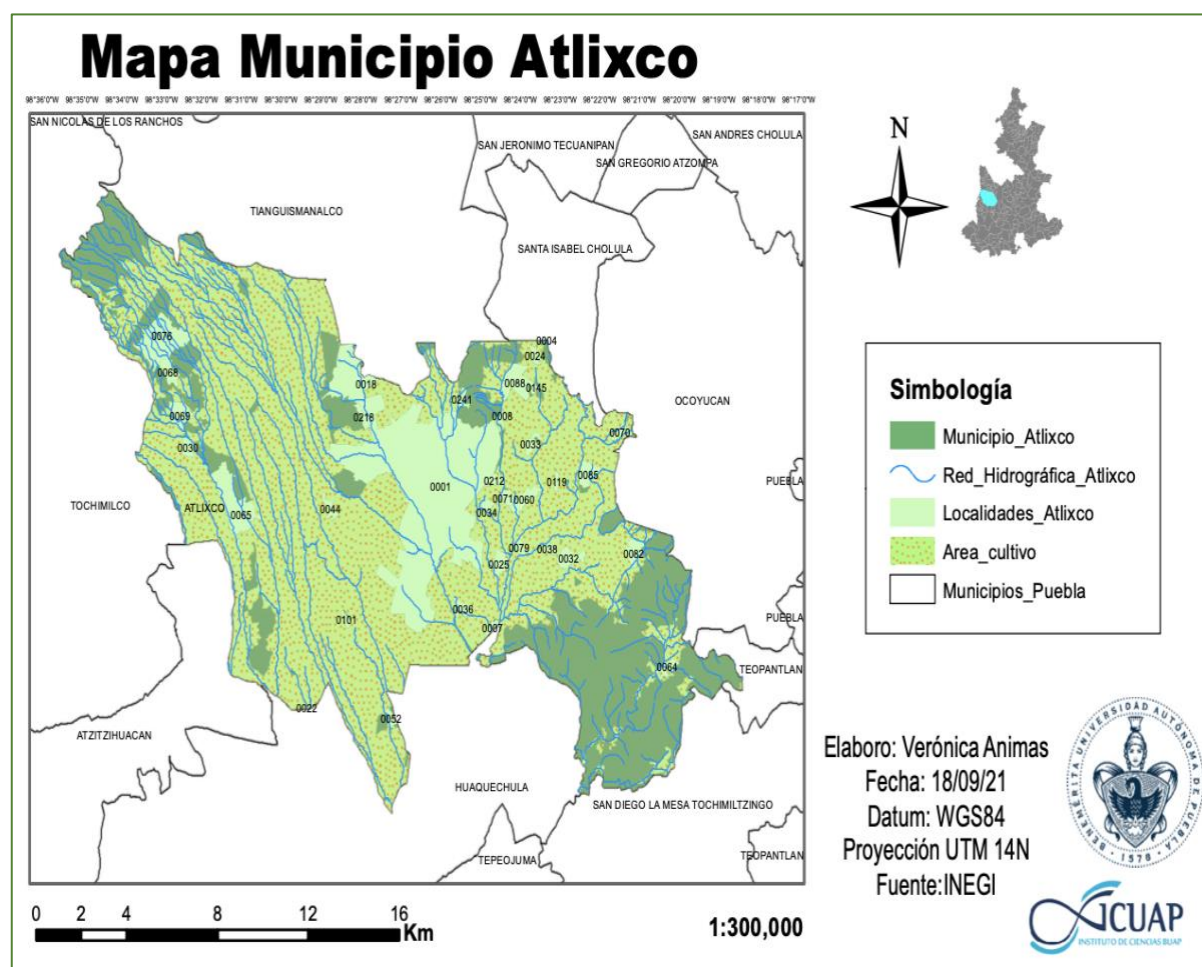 Mapa Municipio Atlixco
98°36'0"W 98°35'0"W 98°34'0"W 98°33'0"W 98°32'0"W 98°31'0"W 98°30'0"W 98°29'0"W 98°28'0"W 98°27'0"W 98°26'0"W 98°25'0"W 98°24'0"W 98°23'0"W 98°22'0"W 98°21'0"W 98°20'0"W 98°19'0"W 98°18'0"W 98°17'0"W
SAN NICOLAS DE LOS RANCHOS
SAN JERONIMO TECUANIPAN
SAN ANDRES CHOLULA
SAN GREGORIO ATZOMPA
TIANGUISMANALCO
SANTA ISABEL CHOLULA
0004
0024
0076
0068
0018
0088
0145
0241
0069
0218
0008
OCOYUCAN
0070
0030
0033
0085
PUEBLA
0001
0212
0119
TOCHIMILCO
ATLIXCO
0065
0044
0071
0060
0034
0079
0038
0032
0082
0025
0036
0007
0101
PUEBLA
0064
TEOPANTLAN
0022
0052
ATZITZIHUACAN
HUAQUECHULA
SAN DIEGO LA MESA TOCHIMILTZINGO
TEPEOJUMA
TEOPANTLAN
0 2 4 8 12 16
Km
1:300,000
N
Simbología
Municipio_Atlixco
Red_Hidrográfica_Atlixco
Localidades_Atlixco
Area_cultivo
Municipios_Puebla
Elaboro: Verónica Animas
Fecha: 18/09/21
Datum: WGS84
Proyección UTM 14N
Fuente:INEGI
BENEMÉRITA UNIVERSIDAD AUTÓNOMA DE PUEBLA
· 1578 ·
ICUAP
INSTITUTO DE CIENCIAS BUAP